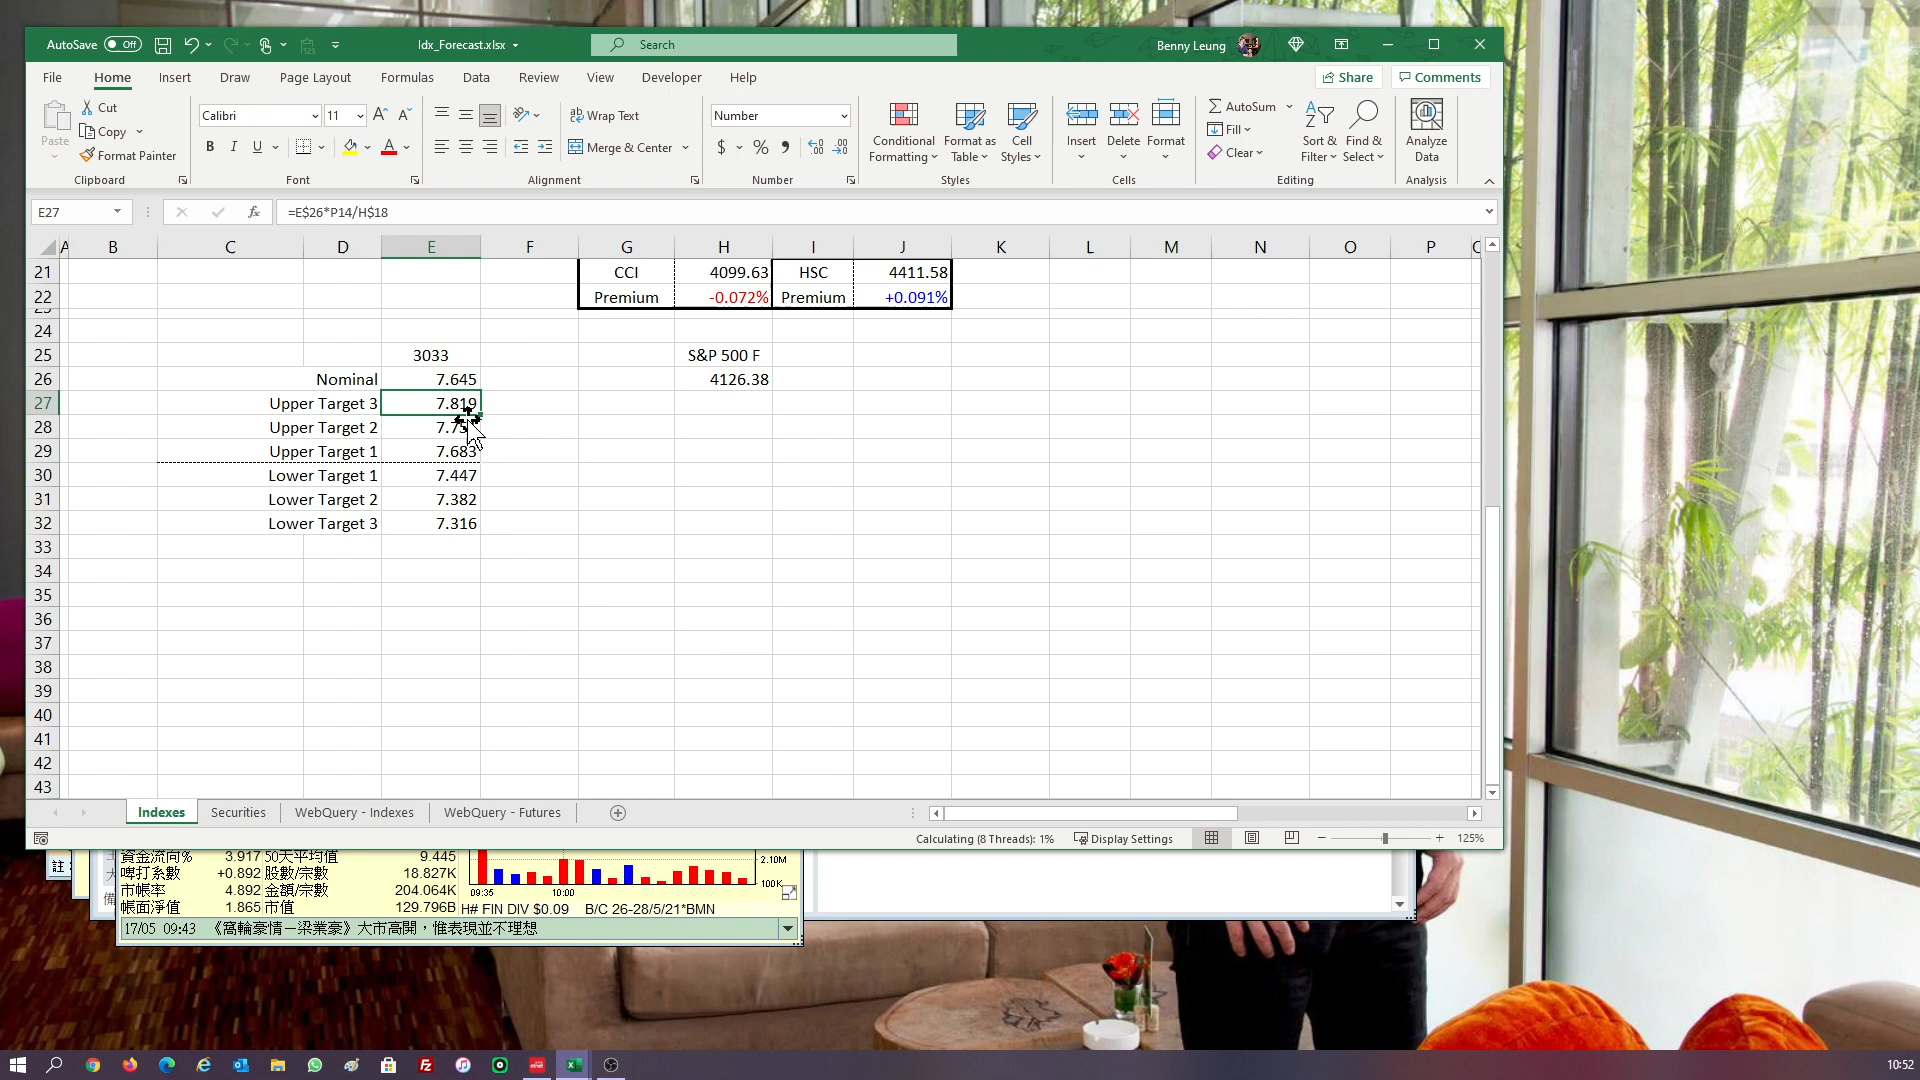 AutoSave Off Idx_Forecast.xlsx Search Benny Leung
File Home Insert Draw Page Layout Formulas Data Review View Developer Help Share Comments
Cut
Copy
Format Painter
Paste
Clipboard
Calibri 11
B I U
Font
Wrap Text
Merge & Center
Alignment
Number
$ % 
Number
Conditional Formatting
Format as Table
Cell Styles
Styles
Insert Delete Format
Cells
AutoSum
Fill
Clear
Sort & Filter
Find & Select
Editing
Analyze Data
Analysis
E27 fx =E$26*P14/H$18
A B C D E F G H I J K L M N O P
21 CCI 4099.63 HSC 4411.58
22 Premium -0.072% Premium +0.091%
24
25 3033 S&P 500 F
26 Nominal 7.645 4126.38
27 Upper Target 3 7.819
28 Upper Target 2
29 Upper Target 1 7.683
30 Lower Target 1 7.447
31 Lower Target 2 7.382
32 Lower Target 3 7.316
33
34
35
36
37
38
39
40
41
42
43
Indexes Securities WebQuery - Indexes WebQuery - Futures
Calculating (8 Threads): 1% Display Settings 125%
註
資金流向% 3.917 50天平均值 9.445 2.10M
啤打系數 +0.892 股數/宗數 18.827K
市帳率 4.892 金額/宗數 204.064K 100K
09:35 10:00
帳面淨值 1.865 市值 129.796B H# FIN DIV $0.09 B/C 26-28/5/21*BMN
17/05 09:43 《窩輪豪情－梁業豪》大市高開，惟表現並不理想
10:52